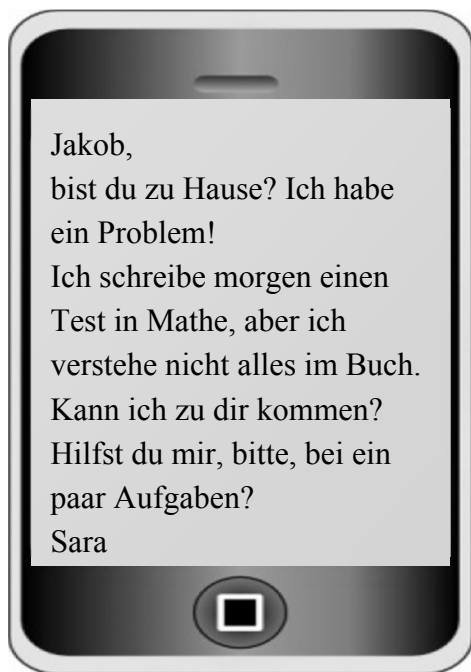 Jakob,
bist du zu Hause? Ich habe
ein Problem!
Ich schreibe morgen einen
Test in Mathe, aber ich
verstehe nicht alles im Buch.
Kann ich zu dir kommen?
Hilfst du mir, bitte, bei ein
paar Aufgaben?
Sara